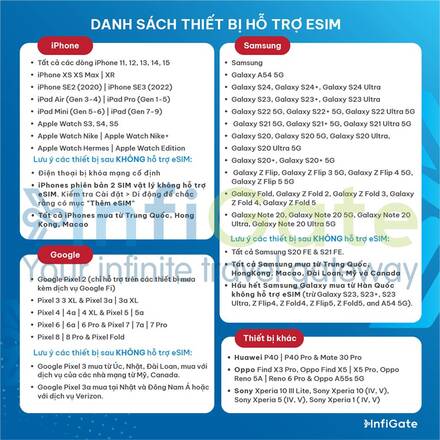 DANH SÁCH THIẾT BỊ HỖ TRỢ ESIM
iPhone
Tất cả các dòng iPhone 11, 12, 13, 14, 15
iPhone XS XS Max | XR
iPhone SE2 (2020) | iPhone SE3 (2022)
iPad Air (Gen 3-4) | iPad Pro (Gen 1-5)
iPad Mini (Gen 5-6) | iPad (Gen 7-9)
Apple Watch S3, S4, S5
Apple Watch Nike | Apple Watch Nike+
Apple Watch Hermes | Apple Watch Edition
Lưu ý các thiết bị sau KHÔNG hỗ trợ eSIM:
Điện thoại bị khóa mạng cố định
iPhones phiên bản 2 SIM vật lý không hỗ trợ
eSIM. Kiểm tra Cài đặt > Di động để chắc
rằng có mục "Thêm eSIM"
Tất cả iPhones mua từ Trung Quốc, Hong
Kong, Macao
Google
Google Pixel 2 (chỉ hỗ trợ trên các thiết bị mua
kèm dịch vụ Google Fi)
Pixel 3 3 XL & Pixel 3a | 3a XL
Pixel 4 | 4a | 4 XL & Pixel 5 | 5a
Pixel 6 | 6a | 6 Pro & Pixel 7 | 7a | 7 Pro
Pixel 8 | 8 Pro & Pixel Fold
Lưu ý các thiết bị sau KHÔNG hỗ trợ eSIM:
Google Pixel 3 mua từ Úc, Nhật, Đài Loan, mua với
dịch vụ của các nhà mạng từ Mỹ, Canada.
Google Pixel 3a mua tại Nhật và Đông Nam Á hoặc
với dịch vụ Verizon.
Samsung
Samsung
Galaxy A54 5G
Galaxy S24, Galaxy S24+, Galaxy S24 Ultra
Galaxy S23, Galaxy S23+, Galaxy S23 Ultra
Galaxy S22 5G, Galaxy S22+ 5G, Galaxy S22 Ultra 5G
Galaxy S21 5G, Galaxy S21+ 5G, Galaxy S21 Ultra 5G
Galaxy S20, Galaxy S20 5G, Galaxy S20 Ultra,
Galaxy S20 Ultra 5G
Galaxy S20+, Galaxy S20+ 5G
Galaxy Z Flip, Galaxy Z Flip 3 5G, Galaxy Z Flip 4 5G,
Galaxy Z Flip 5 5G
Galaxy Fold, Galaxy Z Fold 2, Galaxy Z Fold 3, Galaxy
Z Fold 4, Galaxy Z Fold 5
Galaxy Note 20, Galaxy Note 20 5G, Galaxy Note 20
Ultra, Galaxy Note 20 Ultra 5G
Lưu ý các thiết bị sau KHÔNG hỗ trợ eSIM:
Tất cả Samsung S20 FE & S21 FE.
Tất cả Samsung mua từ Trung Quốc,
HongKong, Macao, Đài Loan, Mỹ và Canada
Hầu hết Samsung Galaxy mua từ Hàn Quốc
không hỗ trợ eSIM (trừ Galaxy S23, S23+, S23
Ultra, Z Flip4, Z Fold4, Z Flip5, Z Fold5, and A54 5G).
Thiết bị khác
Huawei P40 | P40 Pro & Mate 30 Pro
Oppo Find X3 Pro, Oppo Find X5 | X5 Pro, Oppo
Reno 5A | Reno 6 Pro & Oppo A55s 5G
Sony Xperia 10 III Lite, Sony Xperia 10 (IV, V),
Sony Xperia 5 (IV, V), Sony Xperia 1 (IV, V)
InfiGate
Your infinite travel gateway
InfiGate